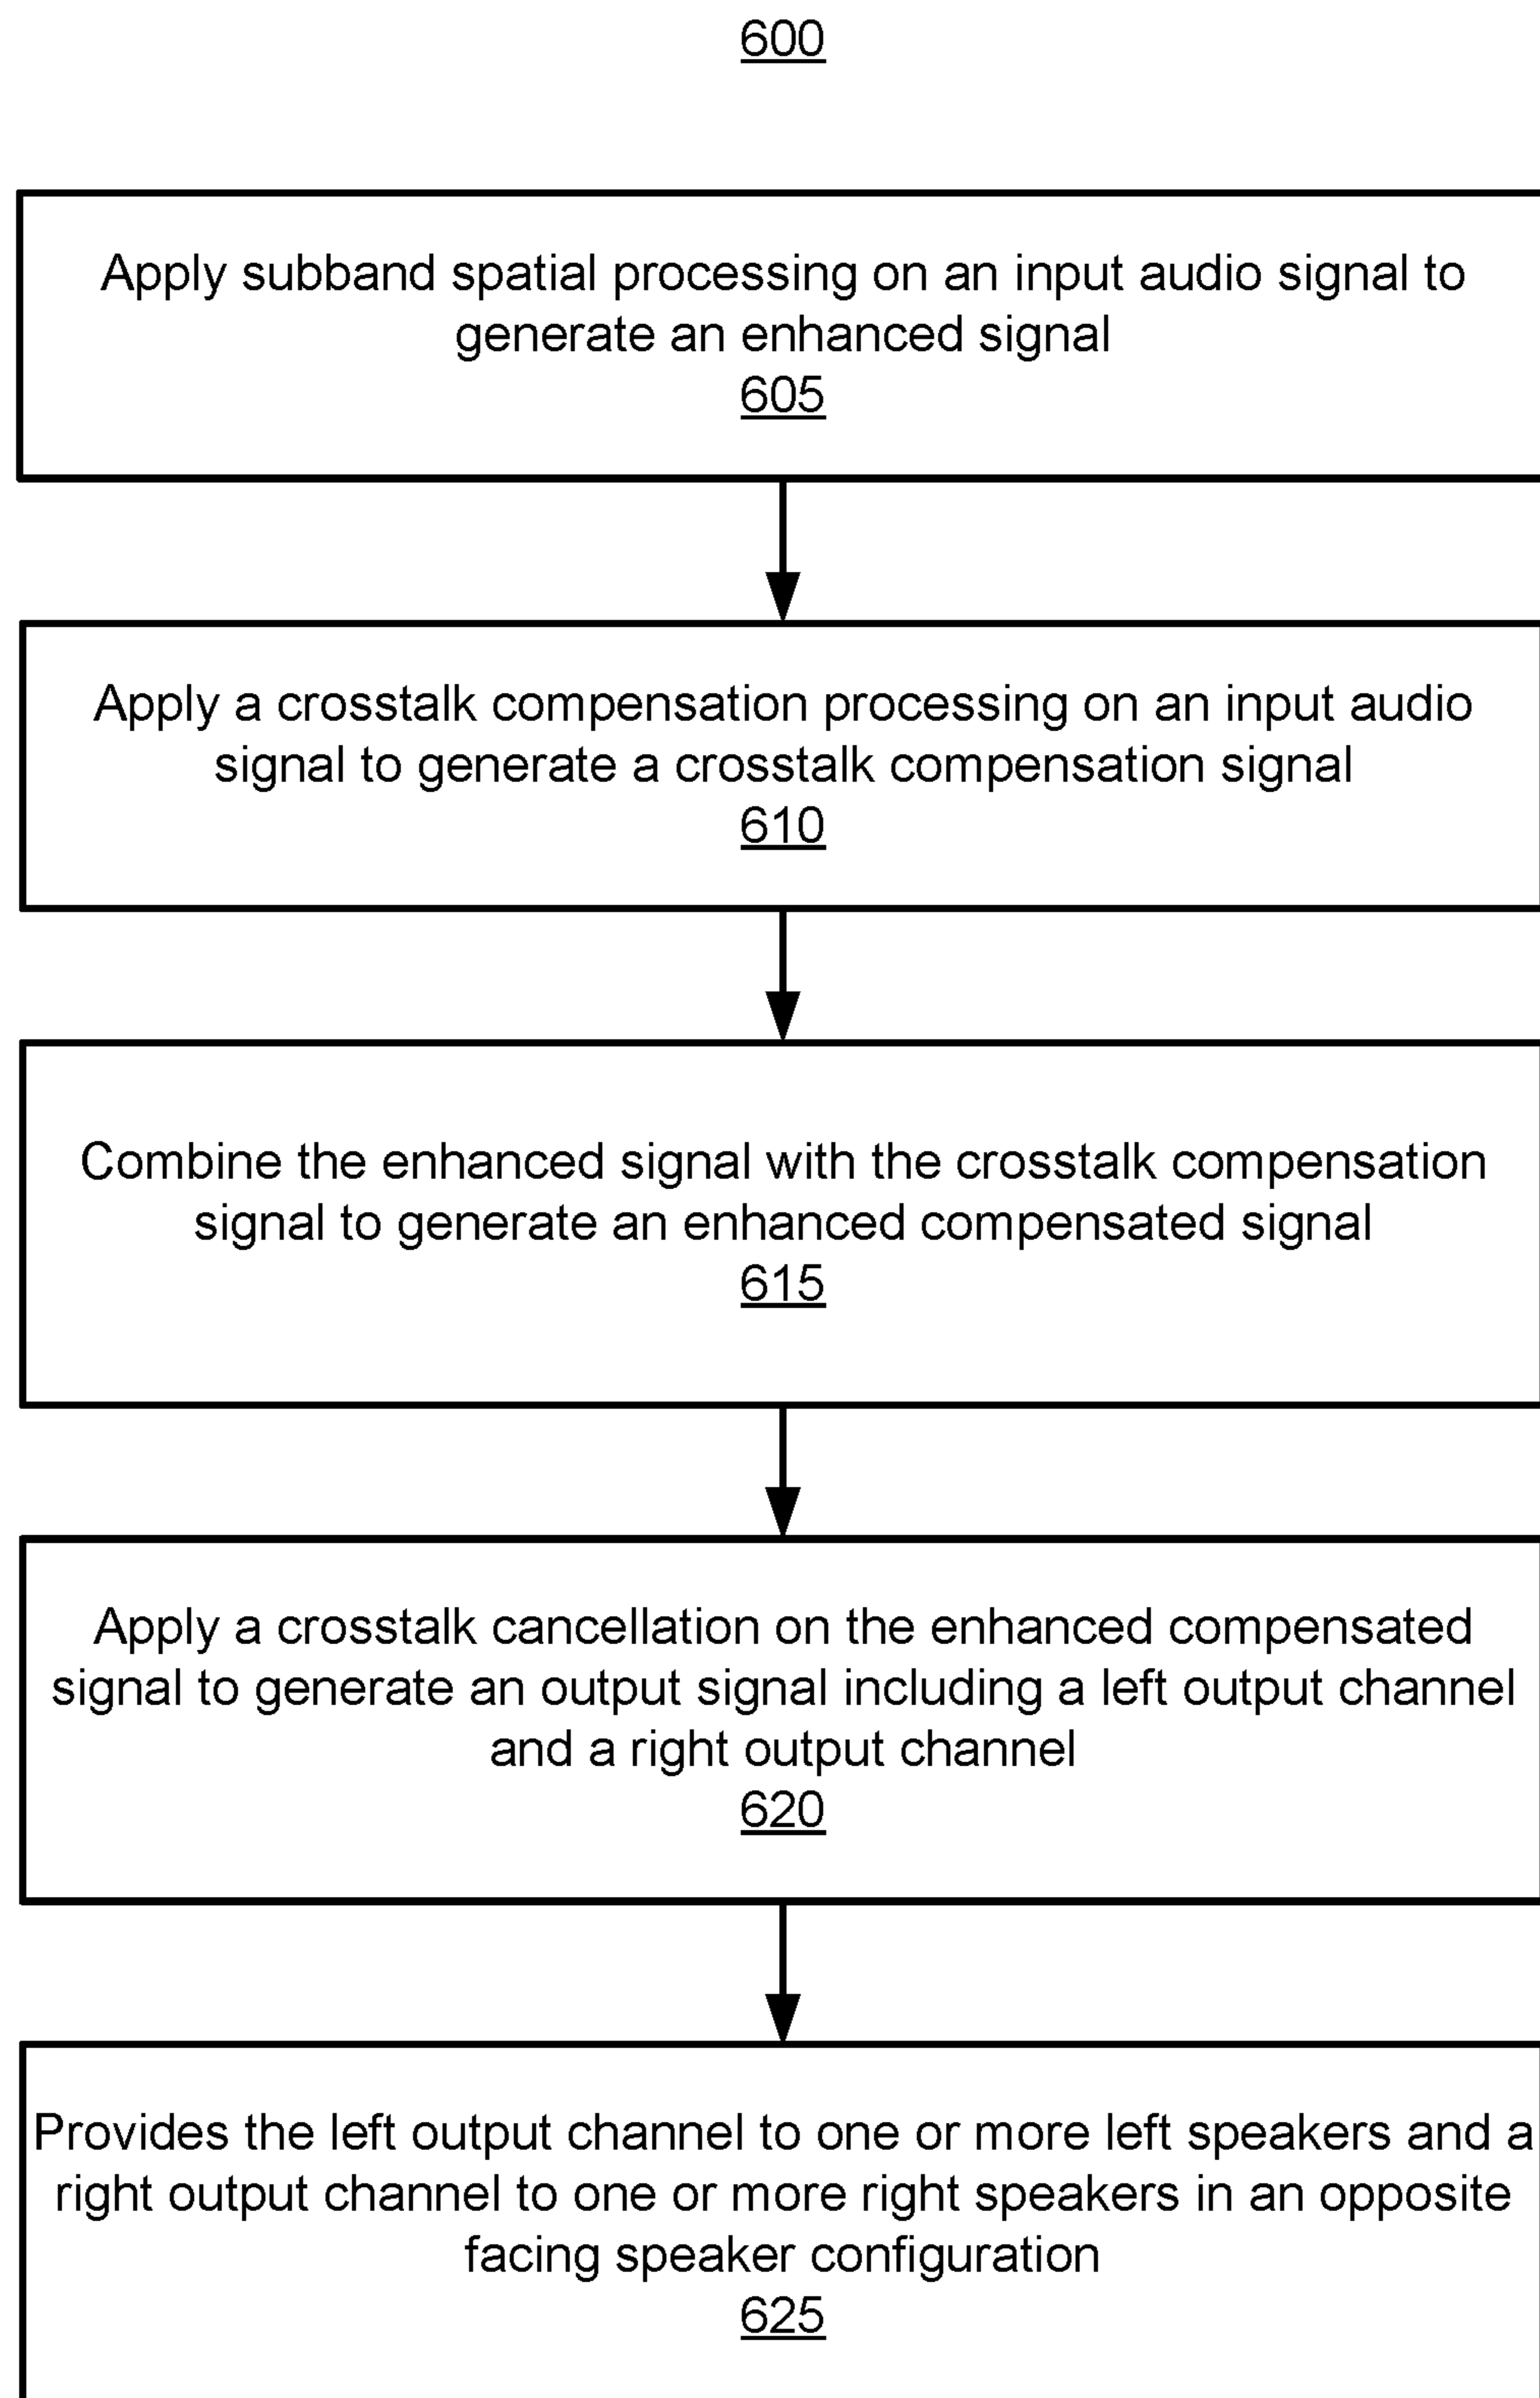 600
Apply subband spatial processing on an input audio signal to
generate an enhanced signal
605
Apply a crosstalk compensation processing on an input audio
signal to generate a crosstalk compensation signal
610
Combine the enhanced signal with the crosstalk compensation
signal to generate an enhanced compensated signal
615
Apply a crosstalk cancellation on the enhanced compensated
signal to generate an output signal including a left output channel
and a right output channel
620
Provides the left output channel to one or more left speakers and a
right output channel to one or more right speakers in an opposite
facing speaker configuration
625